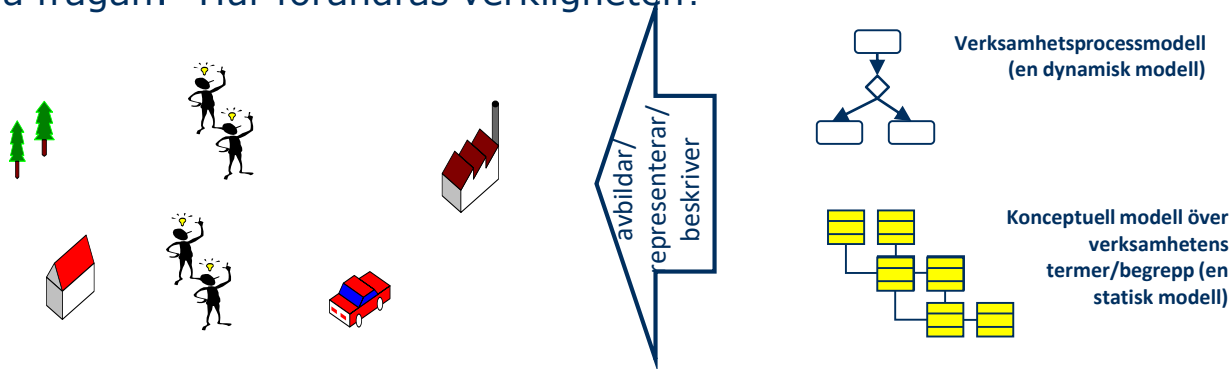 å frågan: "Hur förändras verkligheten?"
avbildar/
representerar/
beskriver
Verksamhetsprocessmodell
(en dynamisk modell)
Konceptuell modell över
verksamhetens
termer/begrepp (en
statisk modell)